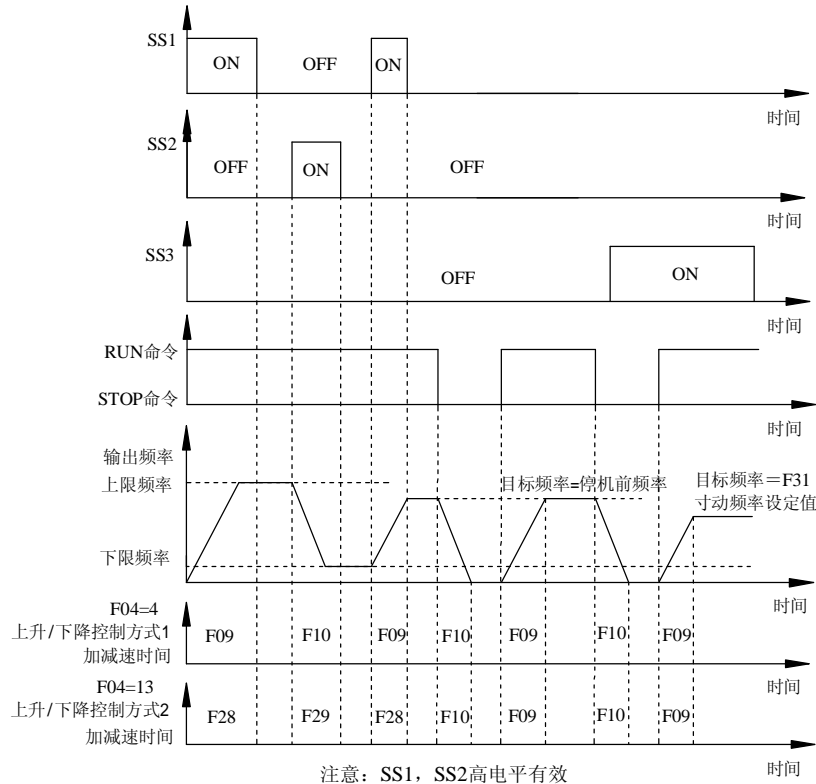 SS1
ON
OFF
ON
时间
SS2
OFF
ON
OFF
时间
SS3
OFF
ON
时间
RUN命令
STOP命令
时间
输出频率
上限频率
目标频率=停机前频率
目标频率=F31
寸动频率设定值
下限频率
时间
F04=4
上升/下降控制方式1
加减速时间
F09
F10
F09
F10
F09
F10
F09
时间
F04=13
上升/下降控制方式2
加减速时间
F28
F29
F28
F10
F09
F10
F09
时间
注意：SS1，SS2高电平有效